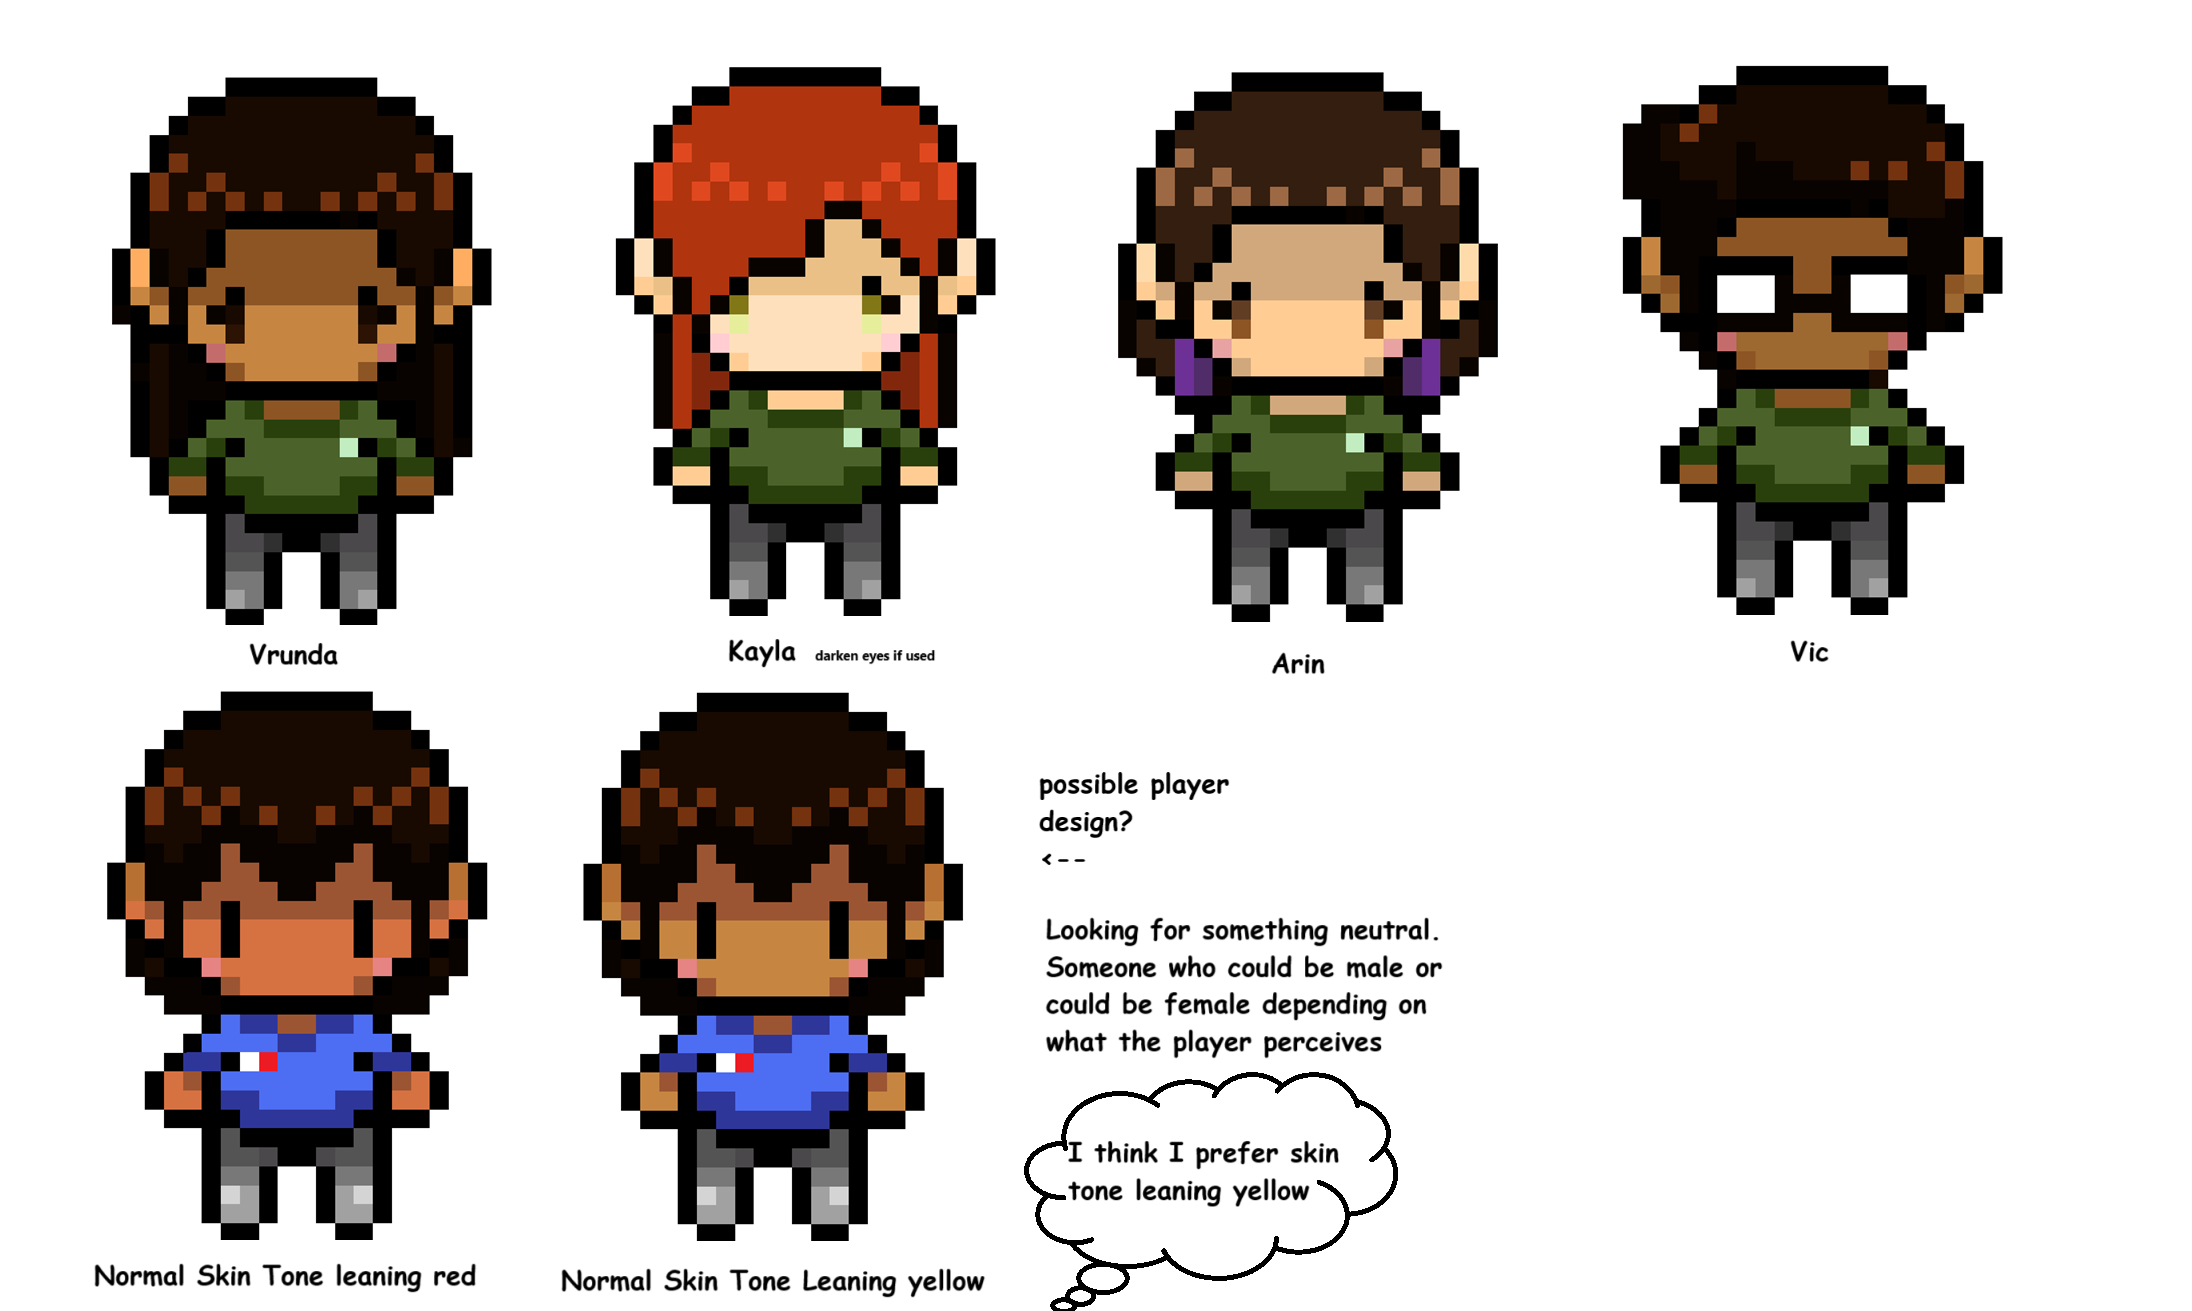 Vrunda
Kayla darken eyes if used
Arin
Vic
possible player
design?
<--
Looking for something neutral.
Someone who could be male or
could be female depending on
what the player perceives
I think I prefer skin
tone leaning yellow
Normal Skin Tone leaning red
Normal Skin Tone Leaning yellow